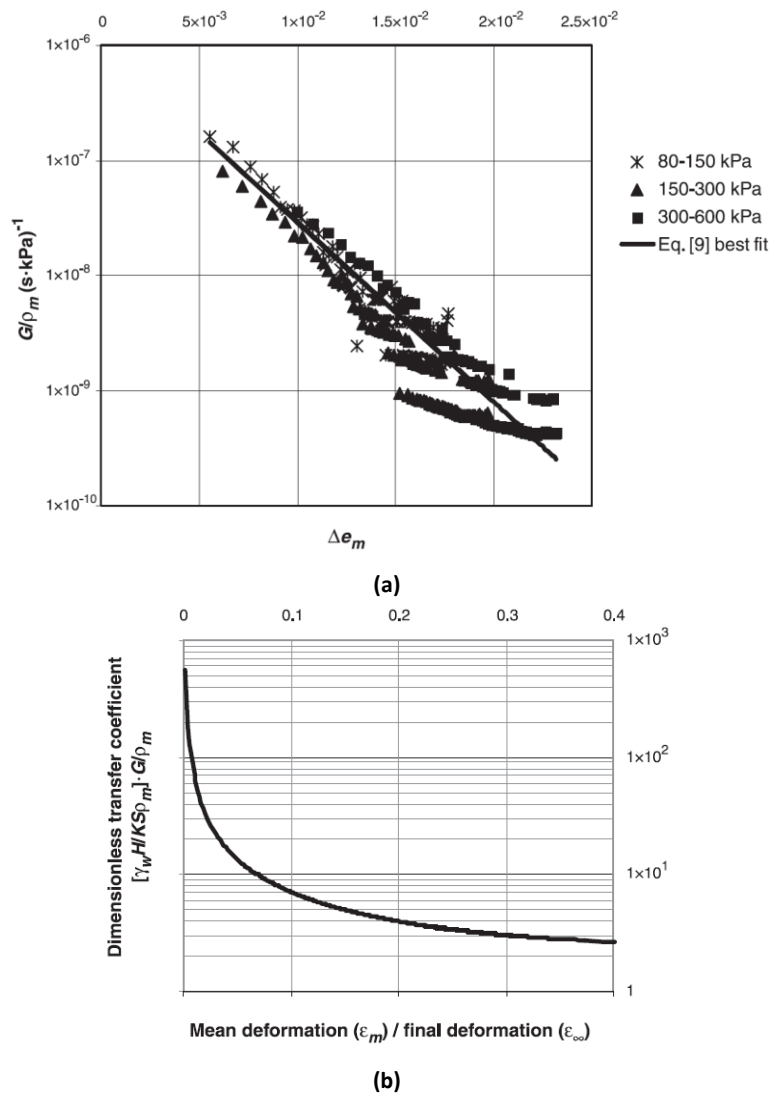 0 5×10⁻³ 1×10⁻² 1.5×10⁻² 2×10⁻² 2.5×10⁻²
1×10⁻⁶
1×10⁻⁷
1×10⁻⁸
1×10⁻⁹
1×10⁻¹⁰
G/ρₘ (s·kPa)⁻¹
80-150 kPa
150-300 kPa
300-600 kPa
Eq. [9] best fit
Δeₘ
(a)
0 0.1 0.2 0.3 0.4
Dimensionless transfer coefficient
[γ_wH/KSρₘ]·G/ρₘ
1×10³
1×10²
1×10¹
1
Mean deformation (εₘ) / final deformation (ε∞)
(b)